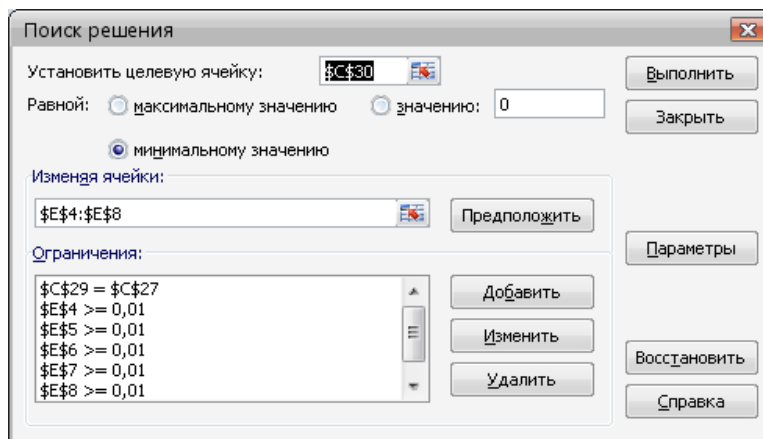 Поиск решения
Установить целевую ячейку: $C$30
Выполнить
Равной: максимальному значению значению: 0
Закрыть
минимальному значению
Изменяя ячейки:
$E$4:$E$8 Предположить
Параметры
Ограничения:
$C$29 = $C$27
$E$4 >= 0,01
$E$5 >= 0,01
$E$6 >= 0,01
$E$7 >= 0,01
$E$8 >= 0,01
Добавить
Изменить
Удалить
Восстановить
Справка